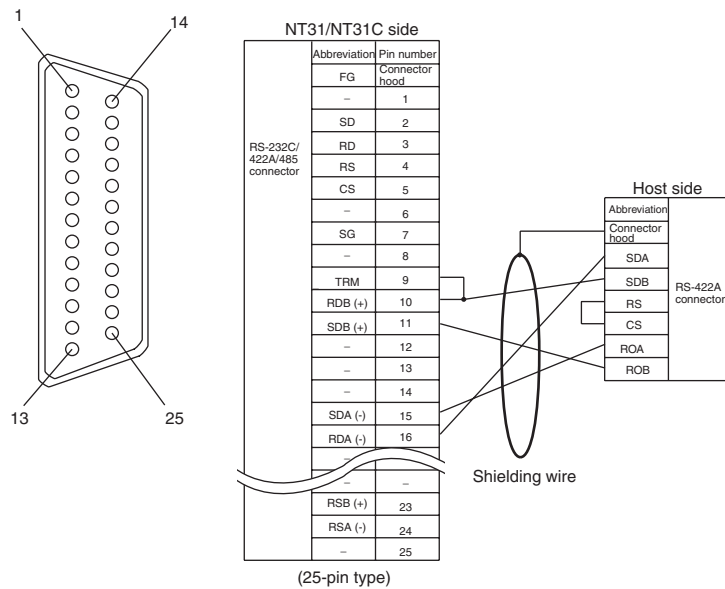 1
14
13
25
NT31/NT31C side
Abbreviation Pin number
FG Connector hood
– 1
SD 2
RD 3
RS 4
CS 5
– 6
SG 7
– 8
TRM 9
RDB (+) 10
SDB (+) 11
– 12
– 13
– 14
SDA (-) 15
RDA (-) 16
–
– –
RSB (+) 23
RSA (-) 24
– 25
RS-232C/
422A/485
connector
(25-pin type)
Shielding wire
Host side
Abbreviation
Connector
hood
SDA
SDB
RS
CS
ROA
ROB
RS-422A
connector